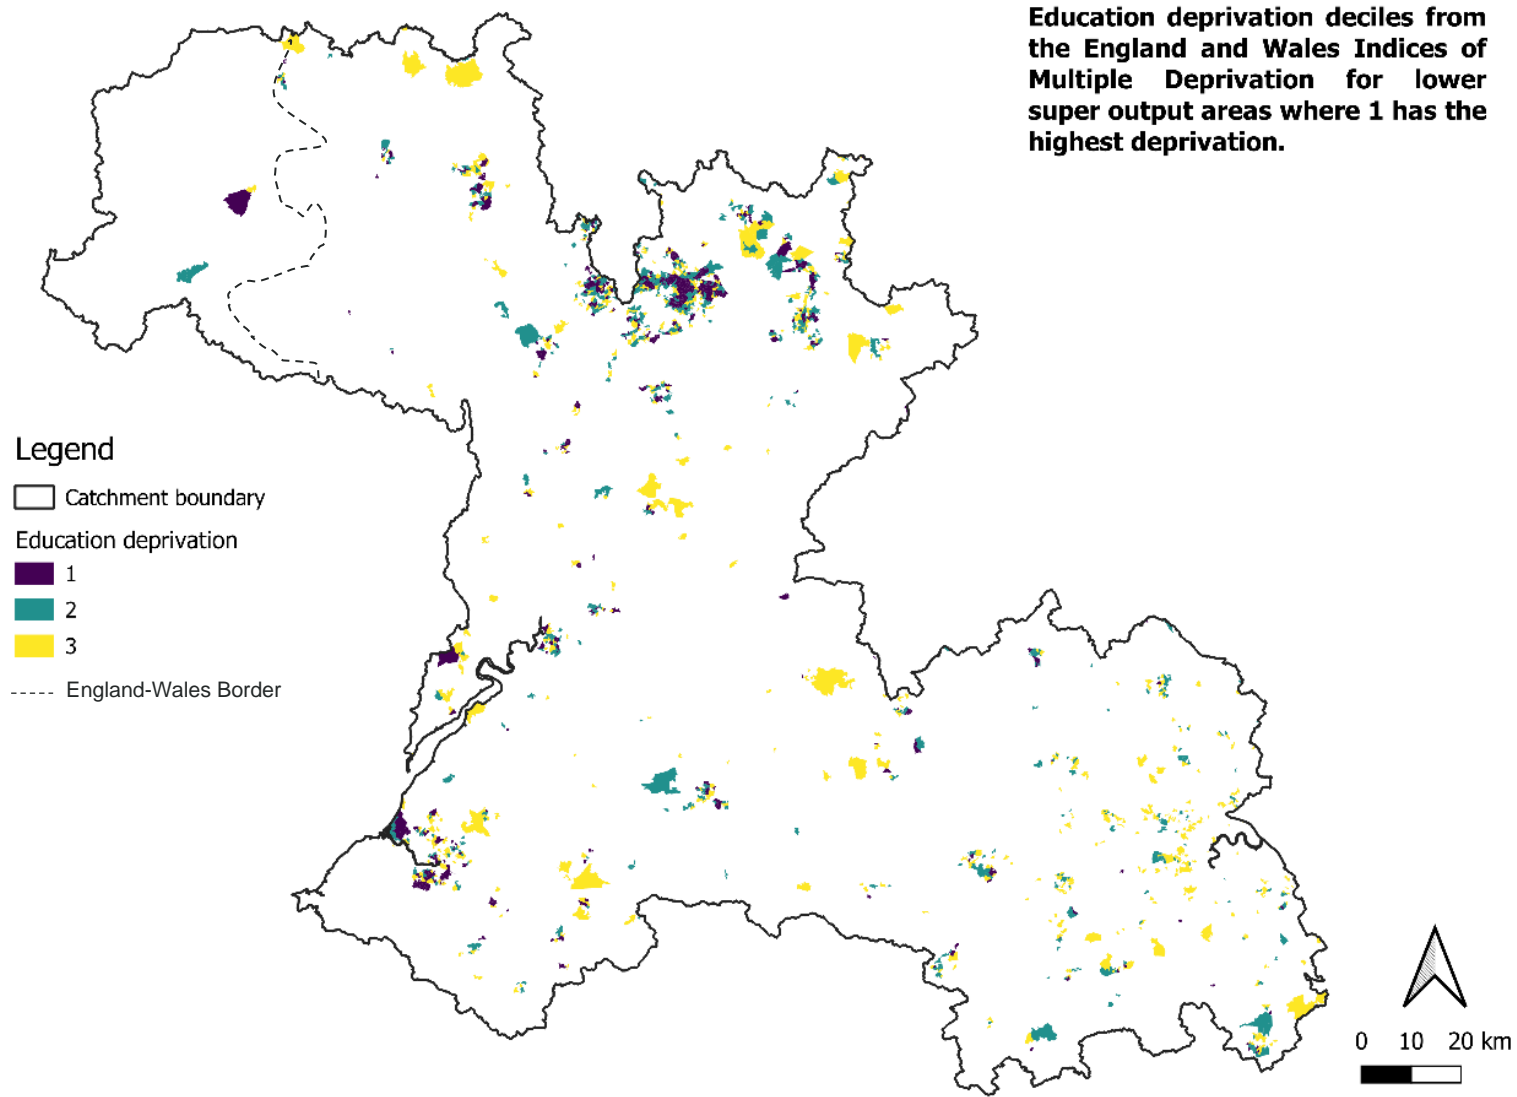 Education deprivation deciles from
the England and Wales Indices of
Multiple Deprivation for lower
super output areas where 1 has the
highest deprivation.
Legend
Catchment boundary
Education deprivation
1
2
3
England-Wales Border
0 10 20 km